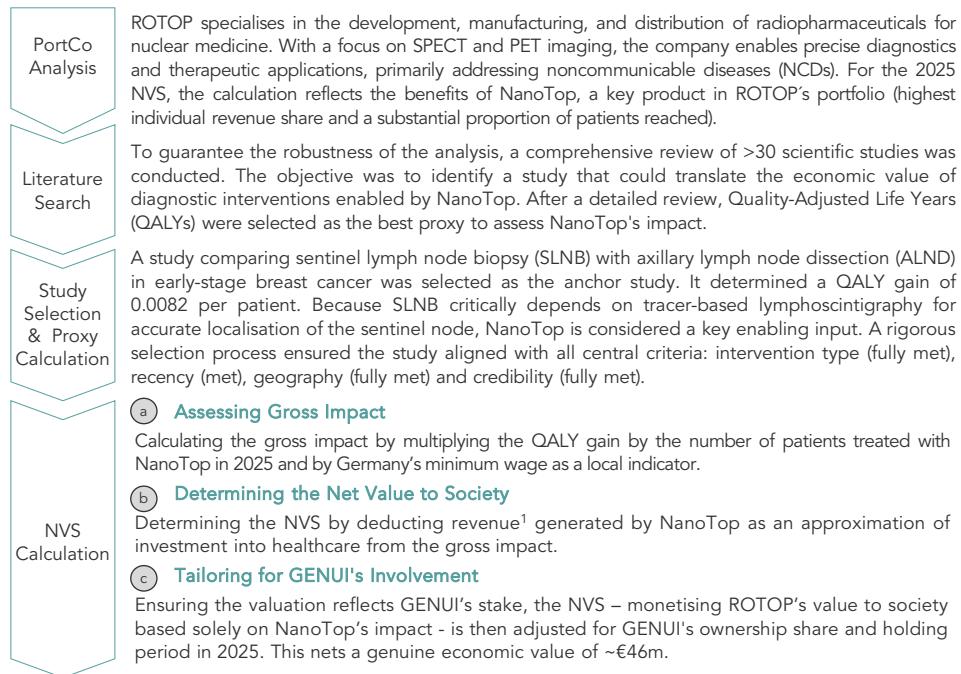 PortCo
Analysis
ROTOP specialises in the development, manufacturing, and distribution of radiopharmaceuticals for
nuclear medicine. With a focus on SPECT and PET imaging, the company enables precise diagnostics
and therapeutic applications, primarily addressing noncommunicable diseases (NCDs). For the 2025
NVS, the calculation reflects the benefits of NanoTop, a key product in ROTOP´s portfolio (highest
individual revenue share and a substantial proportion of patients reached).
Literature
Search
To guarantee the robustness of the analysis, a comprehensive review of >30 scientific studies was
conducted. The objective was to identify a study that could translate the economic value of
diagnostic interventions enabled by NanoTop. After a detailed review, Quality-Adjusted Life Years
(QALYs) were selected as the best proxy to assess NanoTop's impact.
Study
Selection
& Proxy
Calculation
A study comparing sentinel lymph node biopsy (SLNB) with axillary lymph node dissection (ALND)
in early-stage breast cancer was selected as the anchor study. It determined a QALY gain of
0.0082 per patient. Because SLNB critically depends on tracer-based lymphoscintigraphy for
accurate localisation of the sentinel node, NanoTop is considered a key enabling input. A rigorous
selection process ensured the study aligned with all central criteria: intervention type (fully met),
recency (met), geography (fully met) and credibility (fully met).
NVS
Calculation
a Assessing Gross Impact
Calculating the gross impact by multiplying the QALY gain by the number of patients treated with
NanoTop in 2025 and by Germany's minimum wage as a local indicator.
b Determining the Net Value to Society
Determining the NVS by deducting revenue¹ generated by NanoTop as an approximation of
investment into healthcare from the gross impact.
c Tailoring for GENUI's Involvement
Ensuring the valuation reflects GENUI's stake, the NVS – monetising ROTOP's value to society
based solely on NanoTop's impact - is then adjusted for GENUI's ownership share and holding
period in 2025. This nets a genuine economic value of ~€46m.